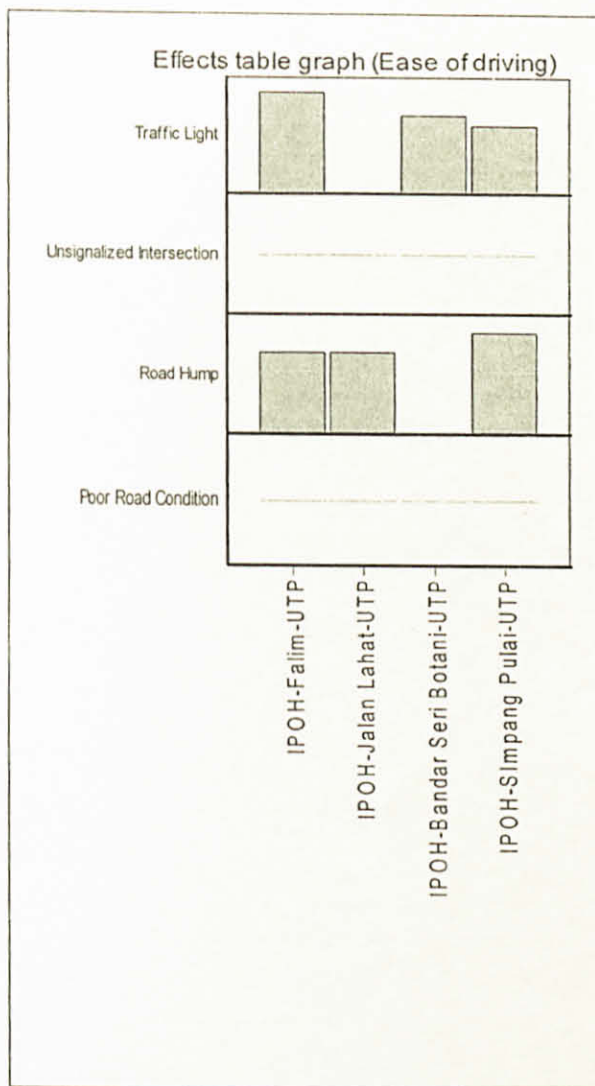 Effects table graph (Ease of driving)
Traffic Light
Unsignalized Intersection
Road Hump
Poor Road Condition
IPOH-Falim-UTP
IPOH-Jalan Lahat-UTP
IPOH-Bandar Seri Botani-UTP
IPOH-SImpang Pulai-UTP